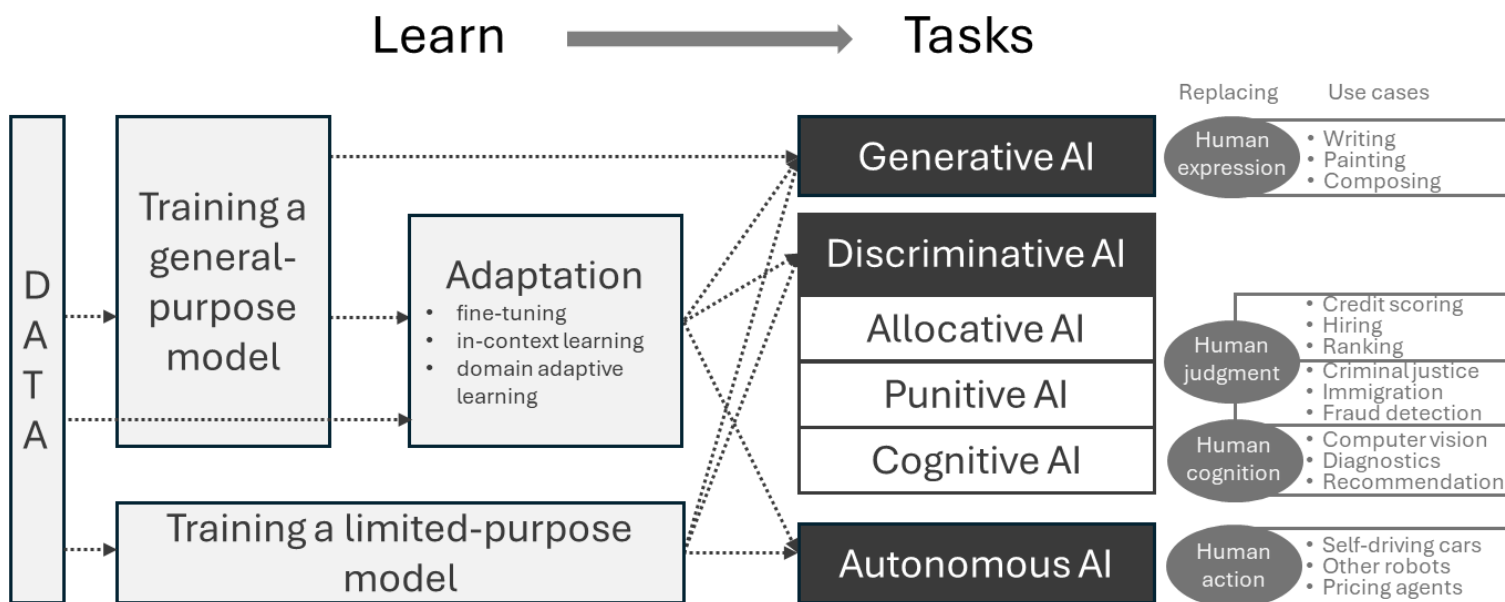 Learn
Tasks
Replacing
Use cases
DATA
Training a
general-
purpose
model
Adaptation
• fine-tuning
• in-context learning
• domain adaptive
learning
Training a limited-purpose
model
Generative AI
Human
expression
• Writing
• Painting
• Composing
Discriminative AI
Allocative AI
Punitive AI
Cognitive AI
Human
judgment
• Credit scoring
• Hiring
• Ranking
• Criminal justice
• Immigration
• Fraud detection
Human
cognition
• Computer vision
• Diagnostics
• Recommendation
Autonomous AI
Human
action
• Self-driving cars
• Other robots
• Pricing agents